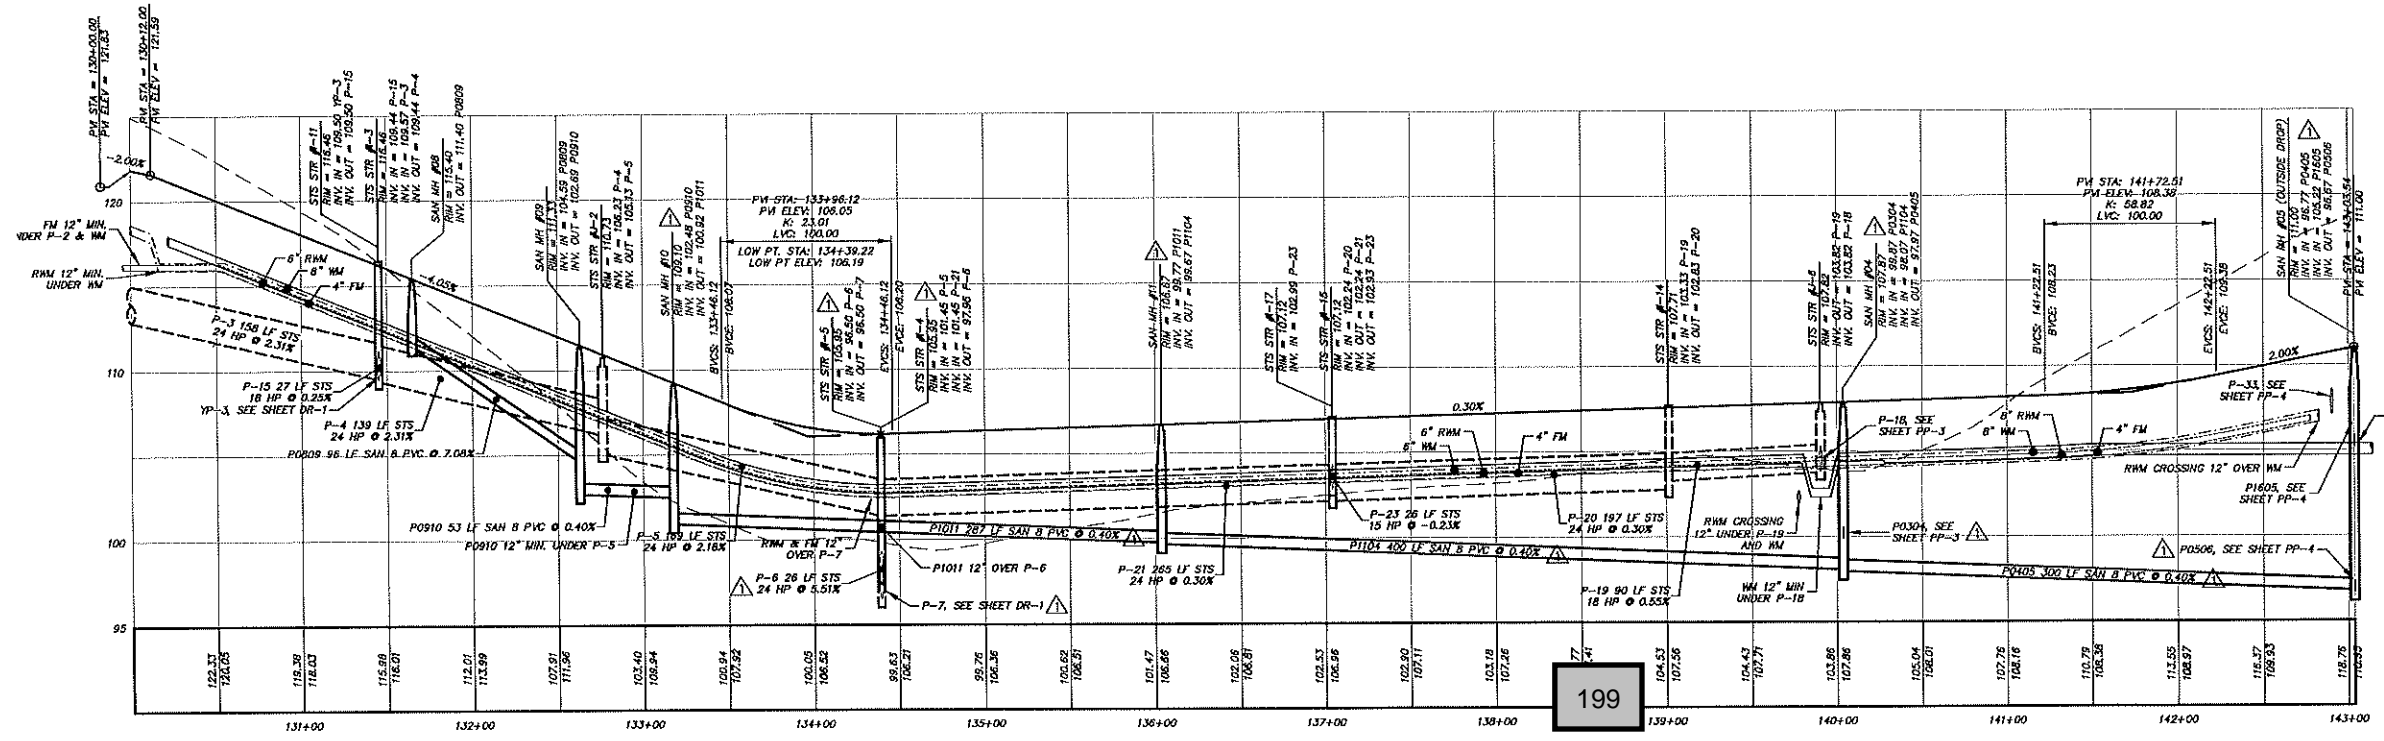 PVI STA = 130+00.00
PVI ELEV = 121.83
PVI STA = 130+12.00
PVI ELEV = 121.59
-2.00%
120
110
100
95
FM 12" MIN.
NDER P-2 & WM
RWM 12" MIN.
UNDER WM
6" RWM
8" WM
4" FM
P-3 158 LF STS
24 HP @ 2.31%
STS STR #I-11
RIM = 116.46
INV. IN = 109.50 YP-3
INV. OUT = 109.50 P-15
STS STR #I-3
RIM = 116.46
INV. IN = 109.44 P-15
INV. IN = 109.57 P-3
INV. OUT = 109.44 P-4
SAN MH #08
RIM = 115.40
INV. OUT = 111.40 P0809
-4.05%
P-15 27 LF STS
18 HP @ 0.25%
YP-3, SEE SHEET DR-1
P-4 139 LF STS
24 HP @ 2.31%
P0809 96 LF SAN 8 PVC @ 7.08%
SAN MH #09
RIM = 111.33
INV. IN = 104.59 P0809
INV. OUT = 102.69 P0910
STS STR #J-2
RIM = 110.73
INV. IN = 106.23 P-4
INV. OUT = 105.13 P-5
SAN MH #10
RIM = 109.10
INV. IN = 102.48 P0910
INV. OUT = 100.92 P1011
1
P0910 53 LF SAN 8 PVC @ 0.40%
P0910 12" MIN. UNDER P-5
P-5 169 LF STS
24 HP @ 2.18%
PVI STA: 133+96.12
PVI ELEV: 106.05
K: 23.01
LVC: 100.00
LOW PT. STA: 134+39.22
LOW PT ELEV: 106.19
BVCS: 133+46.12
BVCE: 108.07
EVCS: 134+46.12
EVCE: 106.20
STS STR #I-5
RIM = 105.95
INV. IN = 96.50 P-6
INV. OUT = 96.50 P-7
1
STS STR #I-4
RIM = 105.95
INV. IN = 101.45 P-5
INV. IN = 101.45 P-21
INV. OUT = 97.96 P-6
1
RWM & FM 12"
OVER P-7
P1011 287 LF SAN 8 PVC @ 0.40%
1
P1011 12" OVER P-6
1
P-6 26 LF STS
24 HP @ 5.51%
P-7, SEE SHEET DR-1
1
SAN MH #11
RIM = 106.67
INV. IN = 99.77 P1011
INV. OUT = 99.67 P1104
1
P-21 265 LF STS
24 HP @ 0.30%
STS STR #I-17
RIM = 107.12
INV. IN = 102.99 P-23
STS STR #I-15
RIM = 107.12
INV. IN = 102.24 P-20
INV. OUT = 102.24 P-21
INV. OUT = 102.93 P-23
0.30%
6" RWM
6" WM
4" FM
P-23 26 LF STS
15 HP @ -0.23%
P1104 400 LF SAN 8 PVC @ 0.40%
1
P-20 197 LF STS
24 HP @ 0.30%
STS STR #I-14
RIM = 107.71
INV. IN = 103.33 P-19
INV. OUT = 102.83 P-20
P-19 90 LF STS
18 HP @ 0.55%
RWM CROSSING
12" UNDER P-19
AND WM
WM 12" MIN
UNDER P-18
STS STR #J-6
RIM = 107.82
INV. OUT = 103.82 P-19
INV. OUT = 103.82 P-18
SAN MH #04
RIM = 107.87
INV. IN = 99.87 P0304
INV. IN = 98.07 P1104
INV. OUT = 97.97 P0405
1
P-18, SEE
SHEET PP-3
P0304, SEE
SHEET PP-3
1
8" RWM
8" WM
4" FM
P0405 300 LF SAN 8 PVC @ 0.40%
1
PVI STA: 141+72.51
PVI ELEV: 108.38
K: 58.82
LVC: 100.00
BVCS: 141+22.51
BVCE: 108.23
EVCS: 142+22.51
EVCE: 109.38
2.00%
SAN MH #05 (OUTSIDE DROP)
RIM = 111.00
INV. IN = 96.77 P0405
INV. IN = 105.22 P1605
INV. OUT = 96.67 P0506
1
PVI STA = 143+03.54
PVI ELEV = 111.00
P-33, SEE
SHEET PP-4
RWM CROSSING 12" OVER WM
P1605, SEE
SHEET PP-4
1
P0506, SEE SHEET PP-4
122.33 120.05
119.38 118.03
115.98 116.01
112.01 113.99
107.91 111.96
103.40 109.94
100.94 107.92
100.05 106.52
99.63 106.21
99.76 106.36
100.62 106.51
101.47 106.66
102.06 106.81
102.53 106.96
102.90 107.11
103.18 107.26
104.53 107.56
104.43 107.71
103.86 107.86
105.04 108.01
107.76 108.16
110.79 108.38
113.55 108.97
116.37 109.93
118.76 110.93
199
131+00
132+00
133+00
134+00
135+00
136+00
137+00
138+00
139+00
140+00
141+00
142+00
143+00